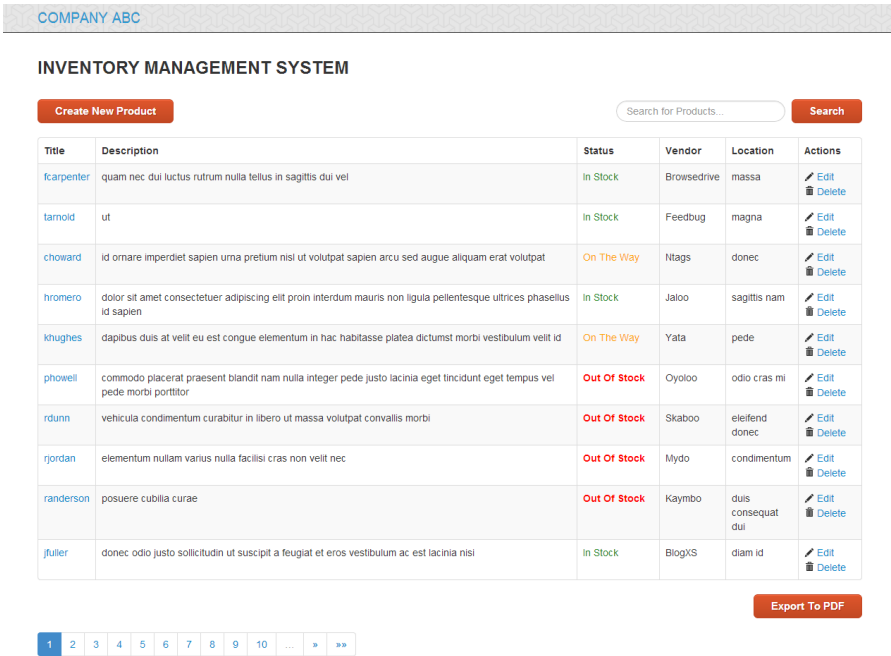 COMPANY ABC
INVENTORY MANAGEMENT SYSTEM
Create New Product
Search for Products...
Search
Title Description Status Vendor Location Actions
fcarpenter quam nec dui luctus rutrum nulla tellus in sagittis dui vel In Stock Browsedrive massa Edit
Delete
tarnold ut In Stock Feedbug magna Edit
Delete
choward id ornare imperdiet sapien urna pretium nisl ut volutpat sapien arcu sed augue aliquam erat volutpat On The Way Ntags donec Edit
Delete
hromero dolor sit amet consectetuer adipiscing elit proin interdum mauris non ligula pellentesque ultrices phasellus In Stock Jaloo sagittis nam Edit
id sapien Delete
khughes dapibus duis at velit eu est congue elementum in hac habitasse platea dictumst morbi vestibulum velit id On The Way Yata pede Edit
Delete
phowell commodo placerat praesent blandit nam nulla integer pede justo lacinia eget tincidunt eget tempus vel Out Of Stock Oyoloo odio cras mi Edit
pede morbi porttitor Delete
rdunn vehicula condimentum curabitur in libero ut massa volutpat convallis morbi Out Of Stock Skaboo eleifend Edit
donec Delete
rjordan elementum nullam varius nulla facilisi cras non velit nec Out Of Stock Mydo condimentum Edit
Delete
randerson posuere cubilia curae Out Of Stock Kaymbo duis Edit
consequat Delete
dui
jfuller donec odio justo sollicitudin ut suscipit a feugiat et eros vestibulum ac est lacinia nisi In Stock BlogXS diam id Edit
Delete
Export To PDF
1 2 3 4 5 6 7 8 9 10 ... » »»